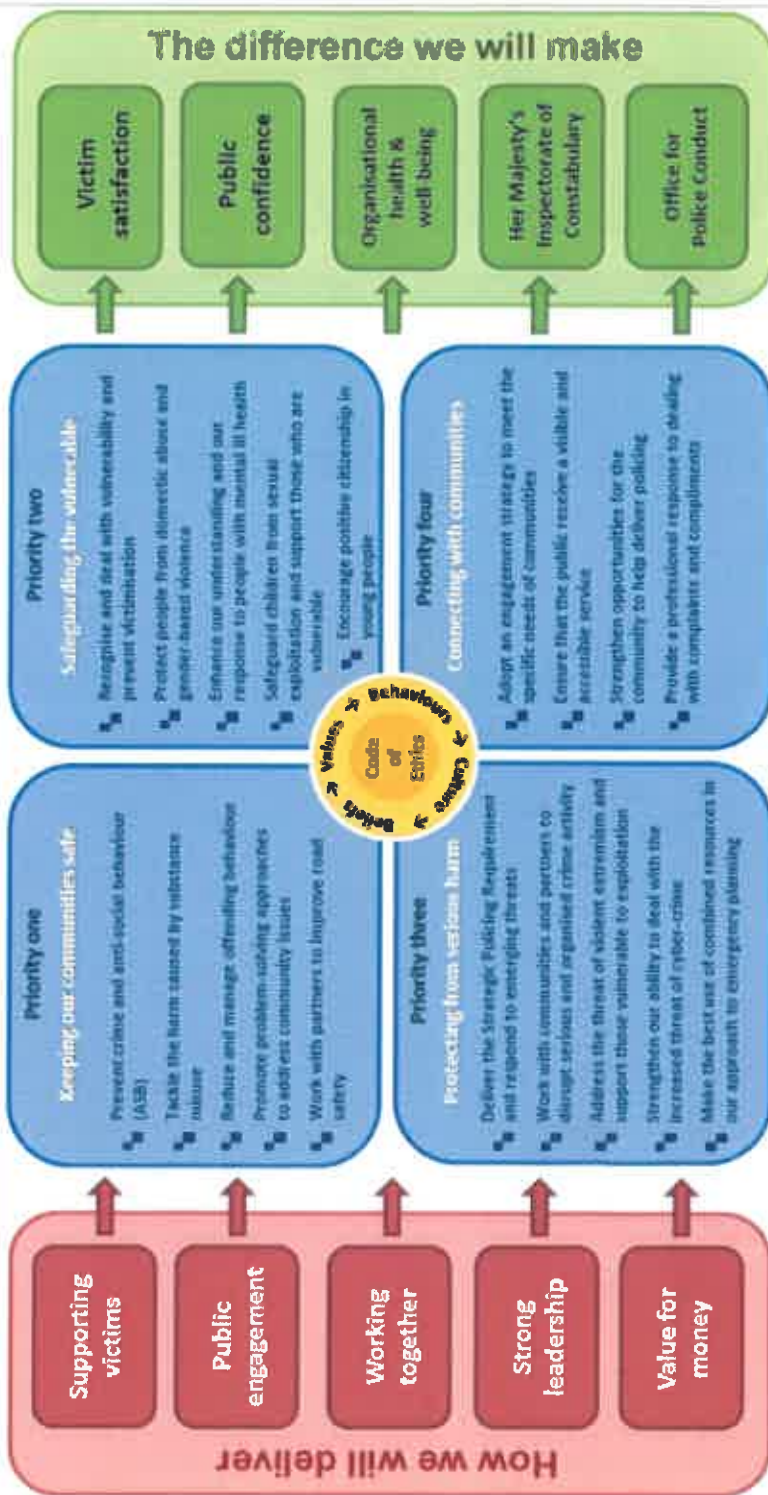 How we will deliver
Supporting
victims
Public
engagement
Working
together
Strong
leadership
Value for
money
Priority one
Keeping our communities safe
Prevent crime and anti-social behaviour
(ASB)
Tackle the harm caused by substance
misuse
Reduce and manage offending behaviour
Promote problem-solving approaches
to address community issues
Work with partners to improve road
safety
Priority two
Safeguarding the vulnerable
Recognise and deal with vulnerability and
prevent victimisation
Protect people from domestic abuse and
gender-based violence
Enhance our understanding and our
response to people with mental ill health
Safeguard children from sexual
exploitation and support those who are
vulnerable
Encourage positive citizenship in
young people
Beliefs Values Behaviours Culture
Code
of
Ethics
Priority three
Protecting from serious harm
Deliver the Strategic Policing Requirement
and respond to emerging threats
Work with communities and partners to
disrupt serious and organised crime activity
Address the threat of violent extremism and
support those vulnerable to exploitation
Strengthen our ability to deal with the
increased threat of cyber-crime
Make the best use of combined resources in
our approach to emergency planning
Priority four
Connecting with communities
Adopt an engagement strategy to meet the
specific needs of communities
Ensure that the public receive a visible and
accessible service
Strengthen opportunities for the
community to help deliver policing
Provide a professional response to dealing
with complaints and compliments
The difference we will make
Victim
satisfaction
Public
confidence
Organisational
health &
well-being
Her Majesty's
Inspectorate of
Constabulary
Office for
Police Conduct